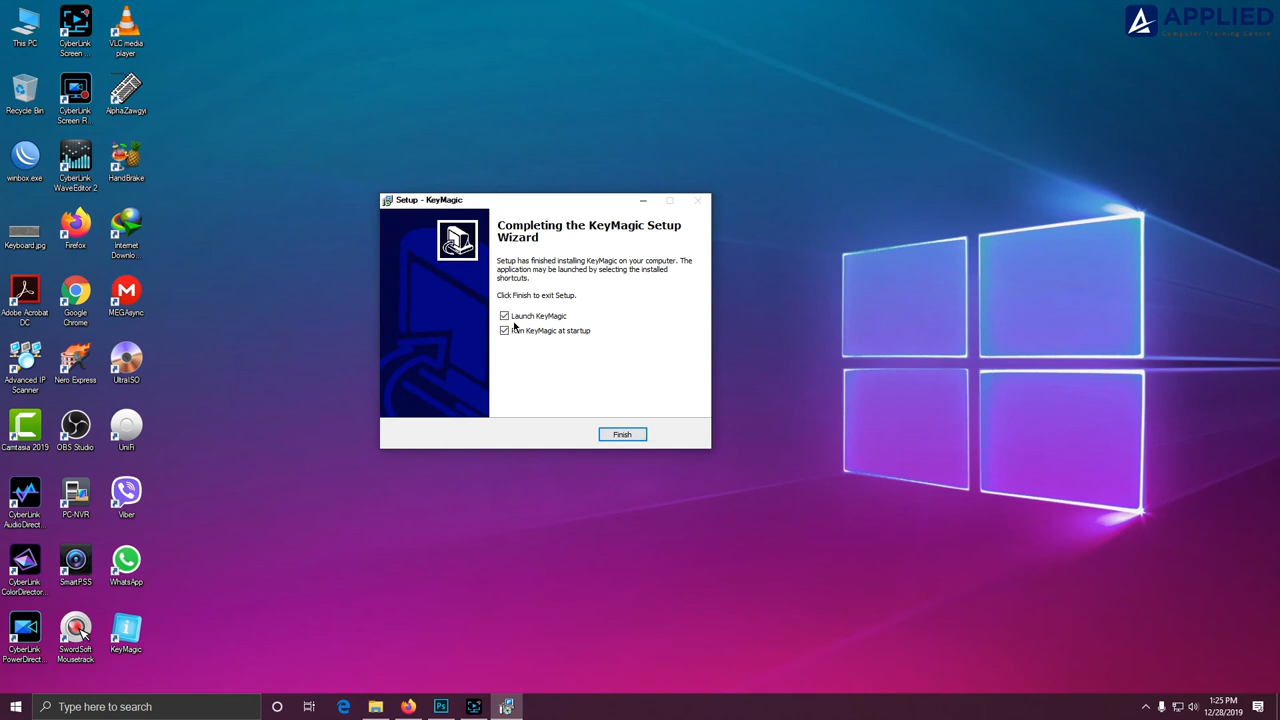 This PC
CyberLink
Screen ...
VLC media
player
APPLIED
Computer Training Centre
Recycle Bin
CyberLink
Screen R...
AlphaZawgyi
winbox.exe
CyberLink
WaveEditor 2
HandBrake
Keyboard.jpg
Firefox
Internet
Downlo...
Adobe Acrobat
DC
Google
Chrome
MEGAsync
Advanced IP
Scanner
Nero Express
UltraISO
Camtasia 2019
OBS Studio
UniFi
CyberLink
AudioDirect...
PC-NVR
Viber
CyberLink
ColorDirector...
SmartPSS
WhatsApp
CyberLink
PowerDirect...
SwordSoft
Mousetrack
KeyMagic
Setup - KeyMagic
Completing the KeyMagic Setup
Wizard
Setup has finished installing KeyMagic on your computer. The
application may be launched by selecting the installed
shortcuts.
Click Finish to exit Setup.
Launch KeyMagic
Run KeyMagic at startup
Finish
Type here to search
Ps
1:25 PM
12/28/2019